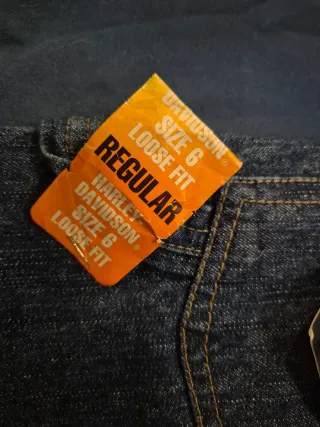 DAVIDSON
SIZE 6
LOOSE FIT
REGULAR
HARLEY-
DAVIDSON
SIZE 6
LOOSE FIT